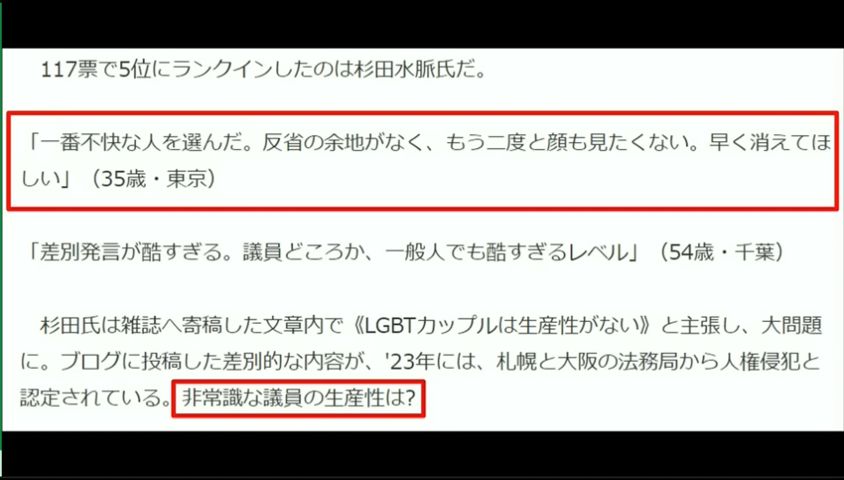 117票で5位にランクインしたのは杉田水脈氏だ。
「一番不快な人を選んだ。反省の余地がなく、もう二度と顔も見たくない。早く消えてほ
しい」（35歳・東京）
「差別発言が酷すぎる。議員どころか、一般人でも酷すぎるレベル」（54歳・千葉）
杉田氏は雑誌へ寄稿した文章内で《LGBTカップルは生産性がない》と主張し、大問題
に。ブログに投稿した差別的な内容が、'23年には、札幌と大阪の法務局から人権侵犯と
認定されている。非常識な議員の生産性は?